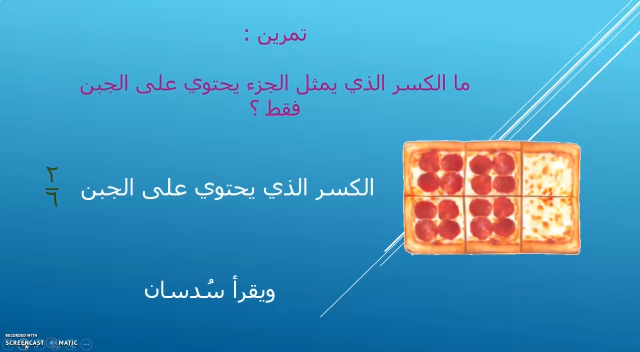 تمرين :
ما الكسر الذي يمثل الجزء يحتوي على الجبن
فقط ؟
الكسر الذي يحتوي على الجبن ٢/٦
ويقرأ سُدسان
RECORDED WITH
SCREENCAST MATIC